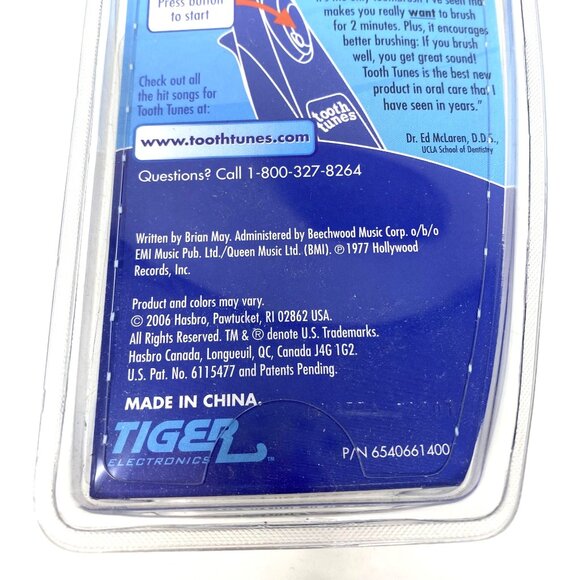 Press button
to start
makes you really want to brush
for 2 minutes. Plus, it encourages
better brushing: If you brush
well, you get great sound!
Tooth Tunes is the best new
product in oral care that I
have seen in years."
Check out all
the hit songs for
Tooth Tunes at:
tooth
tunes
www.toothtunes.com
Dr. Ed McLaren, D.D.S.,
UCLA School of Dentistry
Questions? Call 1-800-327-8264
Written by Brian May. Administered by Beechwood Music Corp. o/b/o
EMI Music Pub. Ltd./Queen Music Ltd. (BMI). ℗ 1977 Hollywood
Records, Inc.
Product and colors may vary.
© 2006 Hasbro, Pawtucket, RI 02862 USA.
All Rights Reserved. TM & ® denote U.S. Trademarks.
Hasbro Canada, Longueuil, QC, Canada J4G 1G2.
U.S. Pat. No. 6115477 and Patents Pending.
MADE IN CHINA.
TIGER
ELECTRONICS™
P/N 6540661400